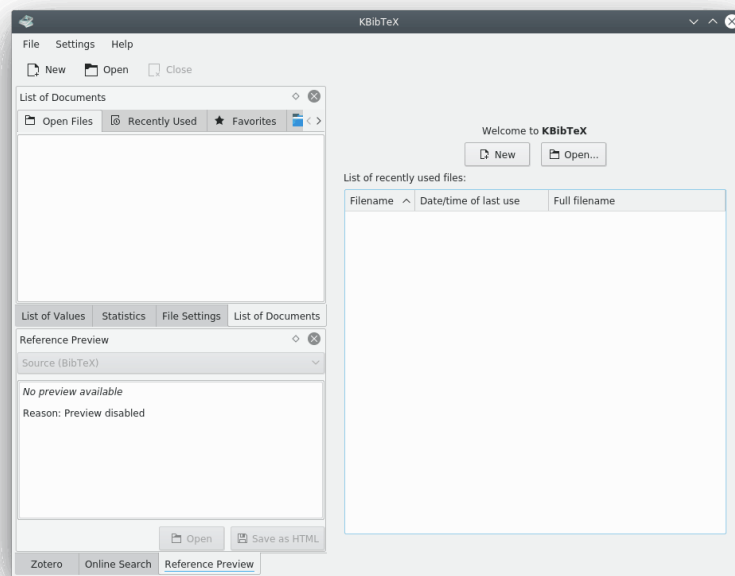 KBibTeX
File Settings Help
New Open Close
List of Documents
Open Files Recently Used Favorites
List of Values Statistics File Settings List of Documents
Reference Preview
Source (BibTeX)
No preview available
Reason: Preview disabled
Open Save as HTML
Zotero Online Search Reference Preview
Welcome to KBibTeX
New Open...
List of recently used files:
Filename Date/time of last use Full filename